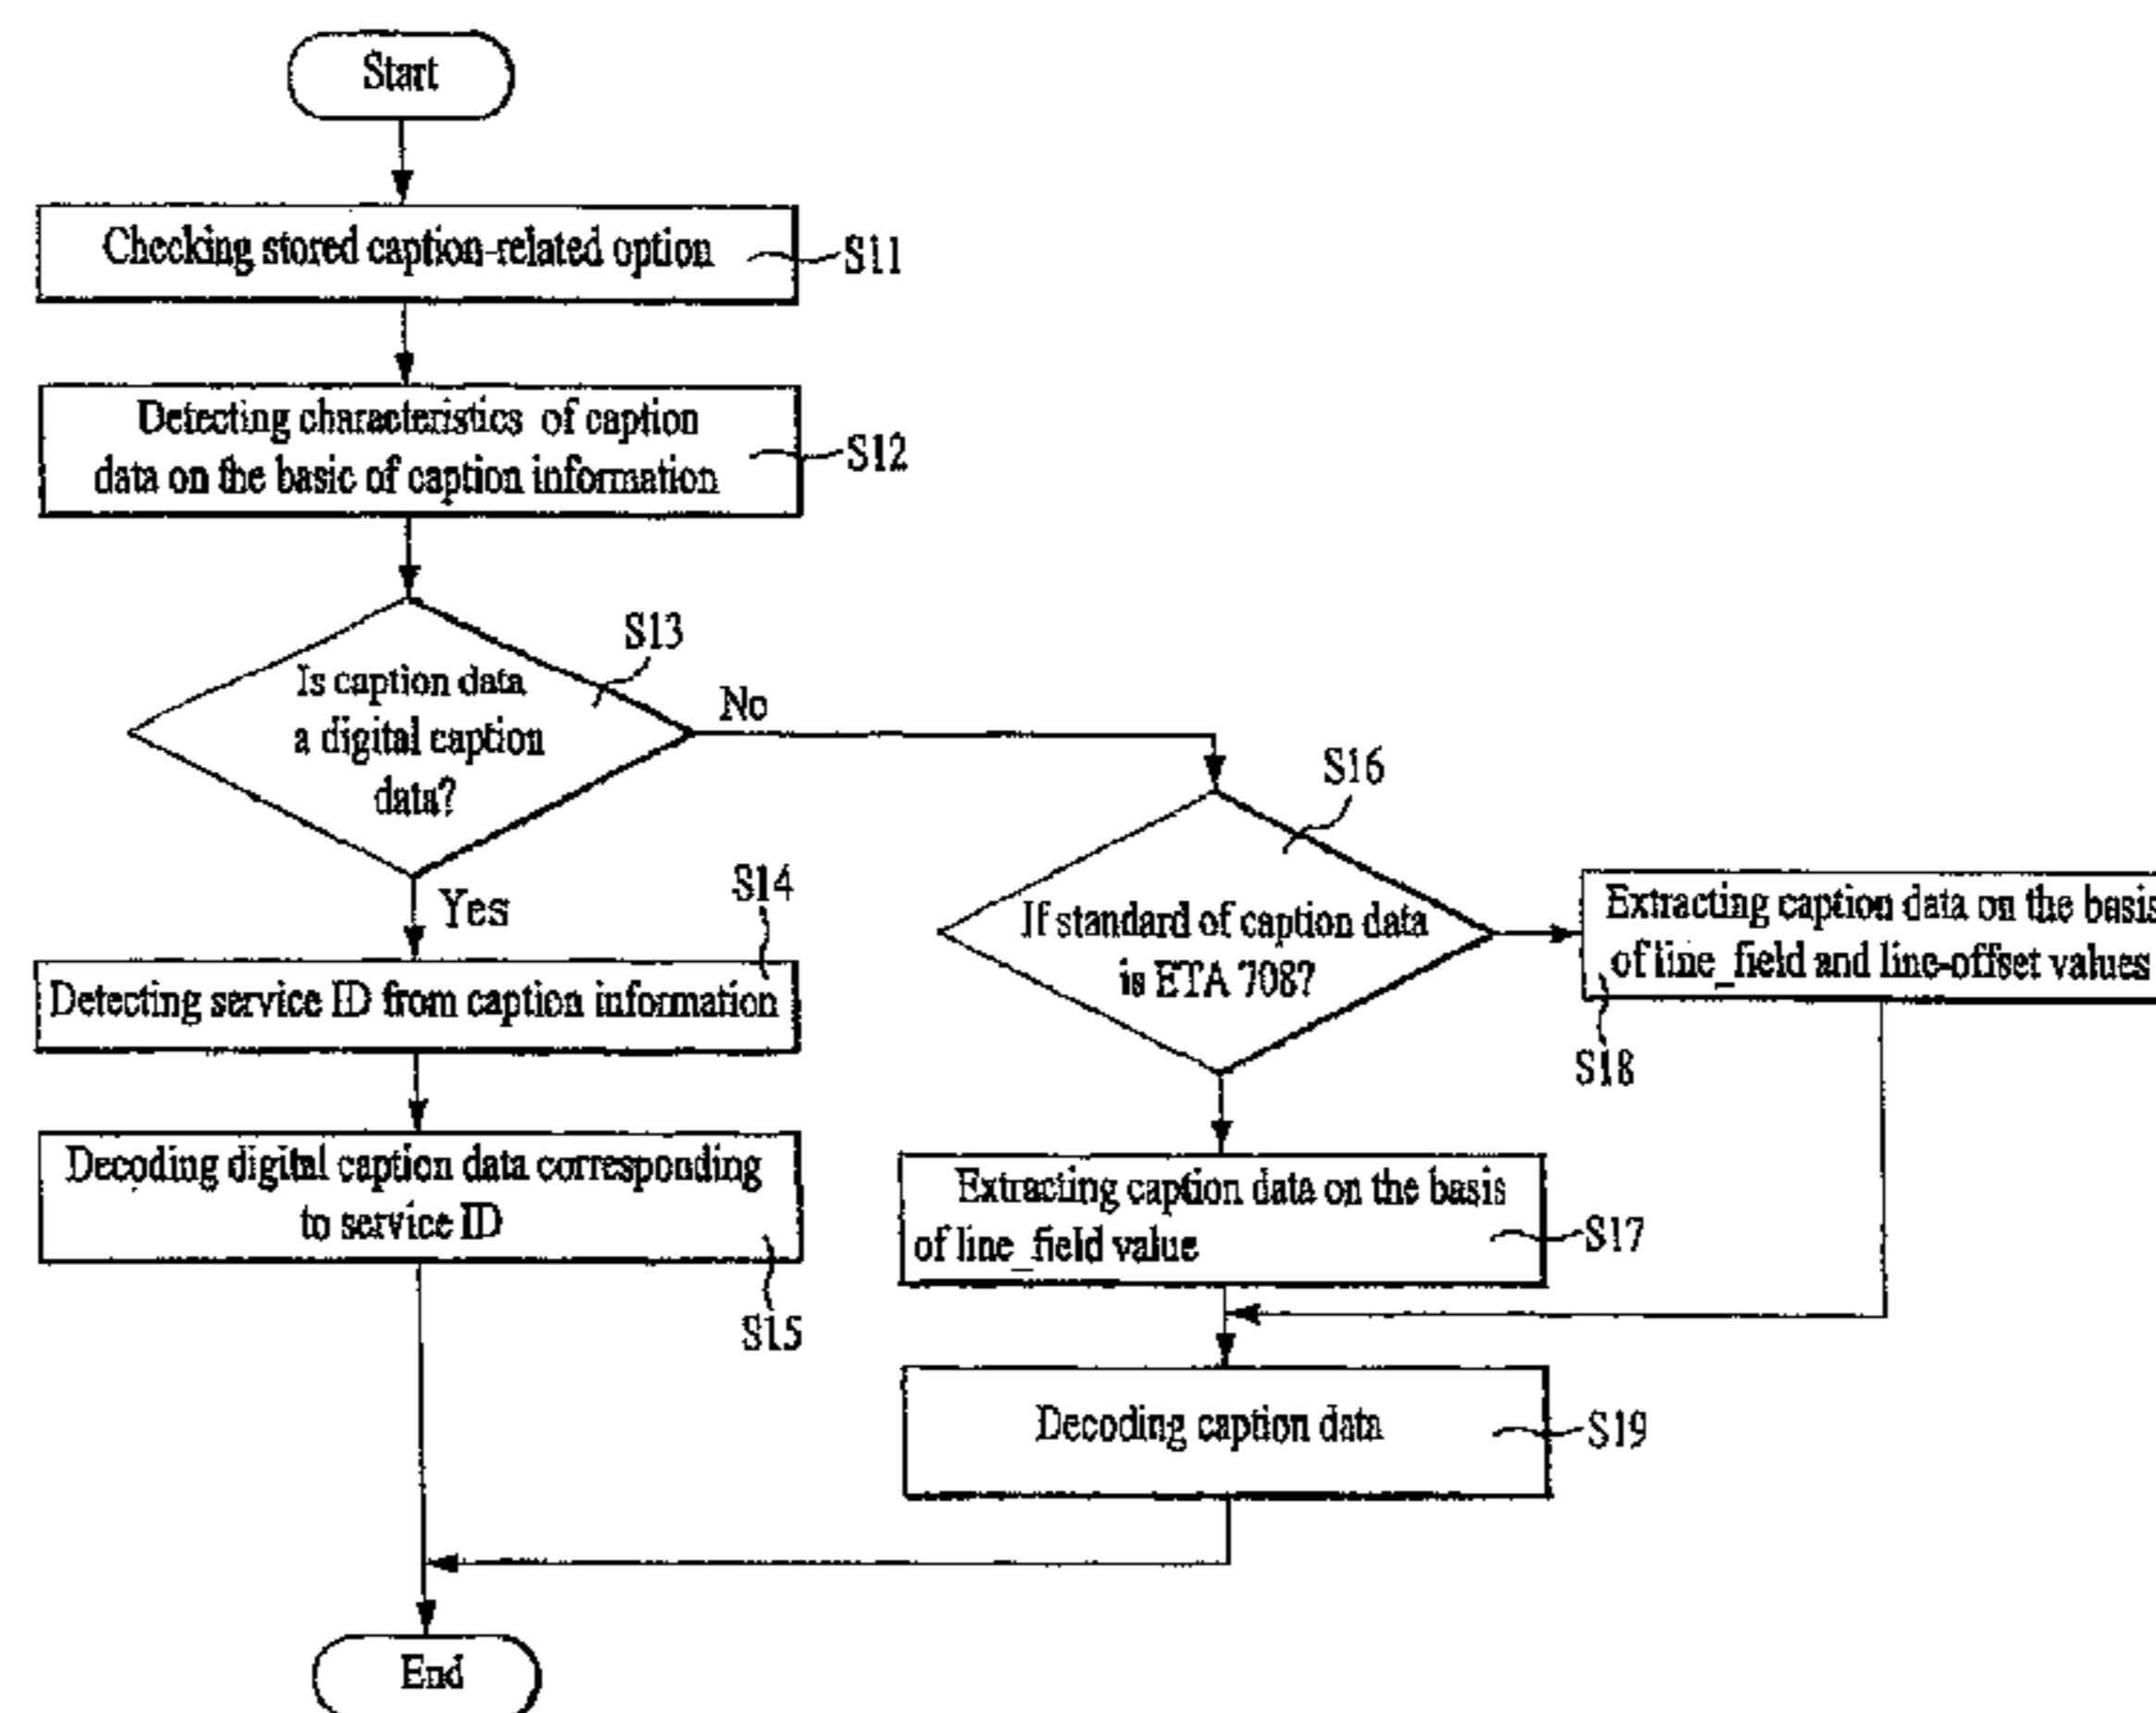 Start
Checking stored caption-related option
S11
Detecting characteristics of caption
data on the basic of caption information
S12
S13
Is caption data
a digital caption
data?
No
Yes
S14
Detecting service ID from caption information
Decoding digital caption data corresponding
to service ID
S15
S16
If standard of caption data
is ETA 708?
Extracting caption data on the basis
of line_field and line-offset values
S18
Extracting caption data on the basis
of line_field value
S17
Decoding caption data
S19
End